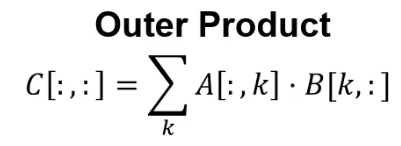 Outer Product
C[:,:] = ∑ A[:,k] · B[k,:]
k